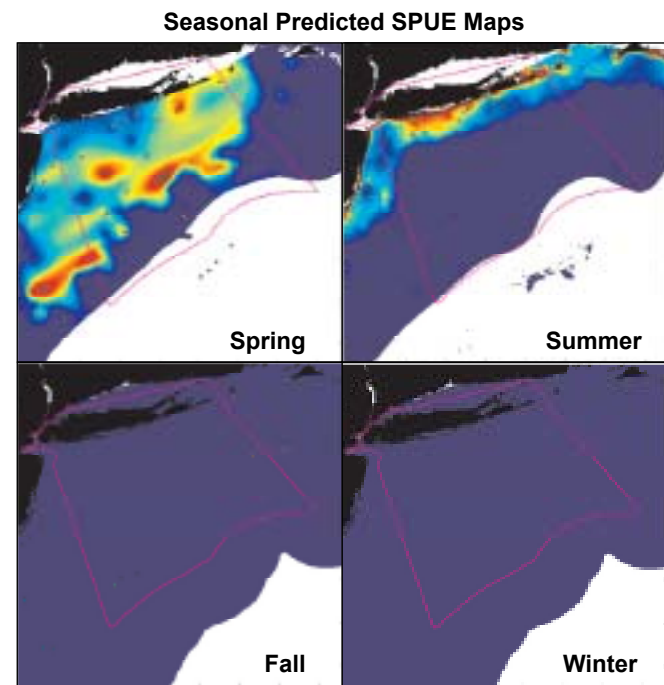 Seasonal Predicted SPUE Maps
Spring
Summer
Fall
Winter